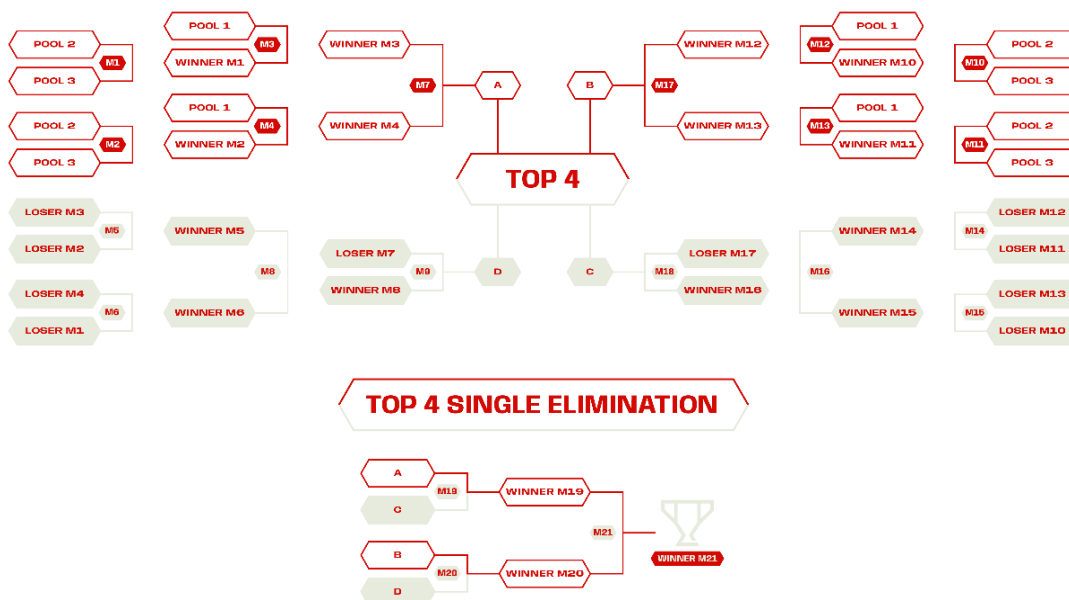 POOL 2
M1
POOL 3
POOL 2
M2
POOL 3
POOL 1
M3
WINNER M1
POOL 1
M4
WINNER M2
WINNER M3
M7
WINNER M4
A
B
WINNER M12
M17
WINNER M13
POOL 1
M12
WINNER M10
POOL 1
M13
WINNER M11
POOL 2
M10
POOL 3
POOL 2
M11
POOL 3
TOP 4
LOSER M3
M5
LOSER M2
LOSER M4
M6
LOSER M1
WINNER M5
M8
WINNER M6
LOSER M7
M9
WINNER M8
D
C
LOSER M17
M18
WINNER M16
WINNER M14
M16
WINNER M15
LOSER M12
M14
LOSER M11
LOSER M13
M15
LOSER M10
TOP 4 SINGLE ELIMINATION
A
M19
C
B
M20
D
WINNER M19
M21
WINNER M20
WINNER M21